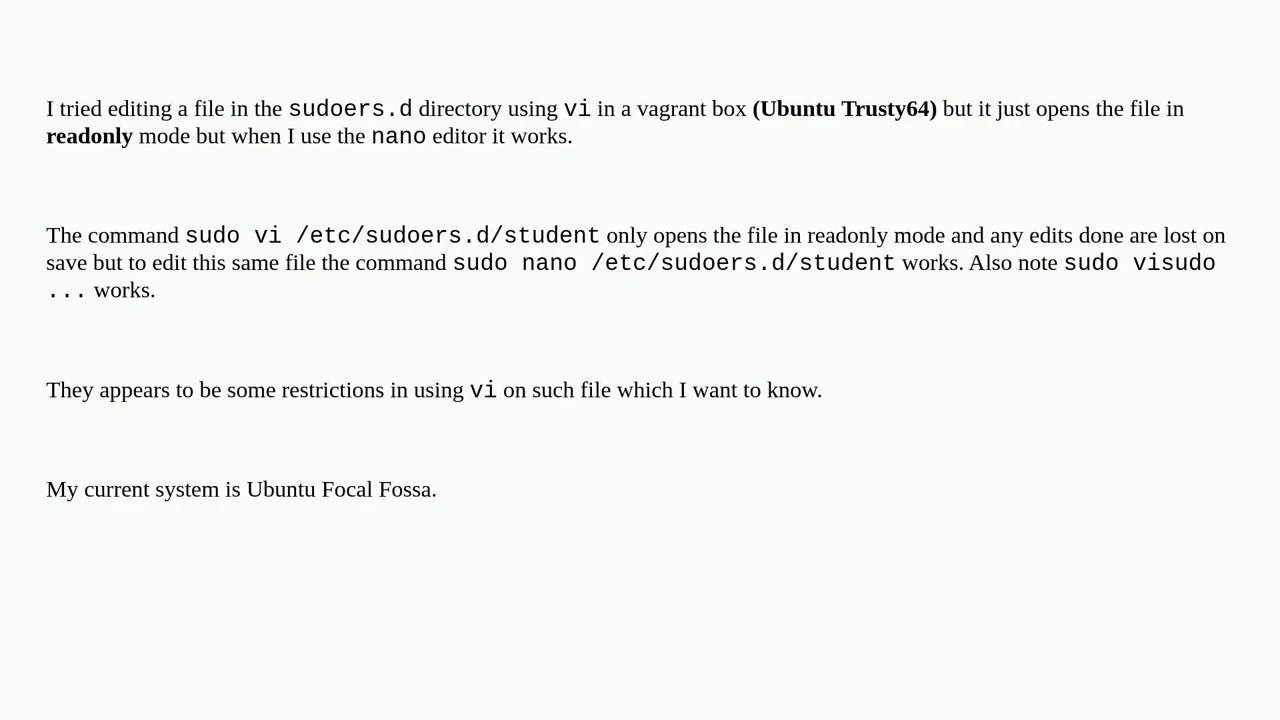 I tried editing a file in the sudoers.d directory using vi in a vagrant box (Ubuntu Trusty64) but it just opens the file in
readonly mode but when I use the nano editor it works.
The command sudo vi /etc/sudoers.d/student only opens the file in readonly mode and any edits done are lost on
save but to edit this same file the command sudo nano /etc/sudoers.d/student works. Also note sudo visudo
... works.
They appears to be some restrictions in using vi on such file which I want to know.
My current system is Ubuntu Focal Fossa.